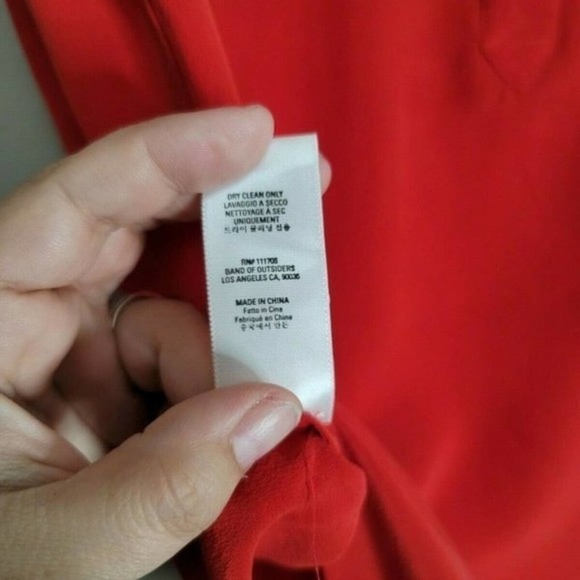 DRY CLEAN ONLY
LAVAGGIO A SECCO
NETTOYAGE À SEC
UNIQUEMENT
드라이 클리닝 전용
RN# 111708
BAND OF OUTSIDERS
LOS ANGELES CA, 90036
MADE IN CHINA
Fatto in Cina
Fabriqué en Chine
중국에서 만든